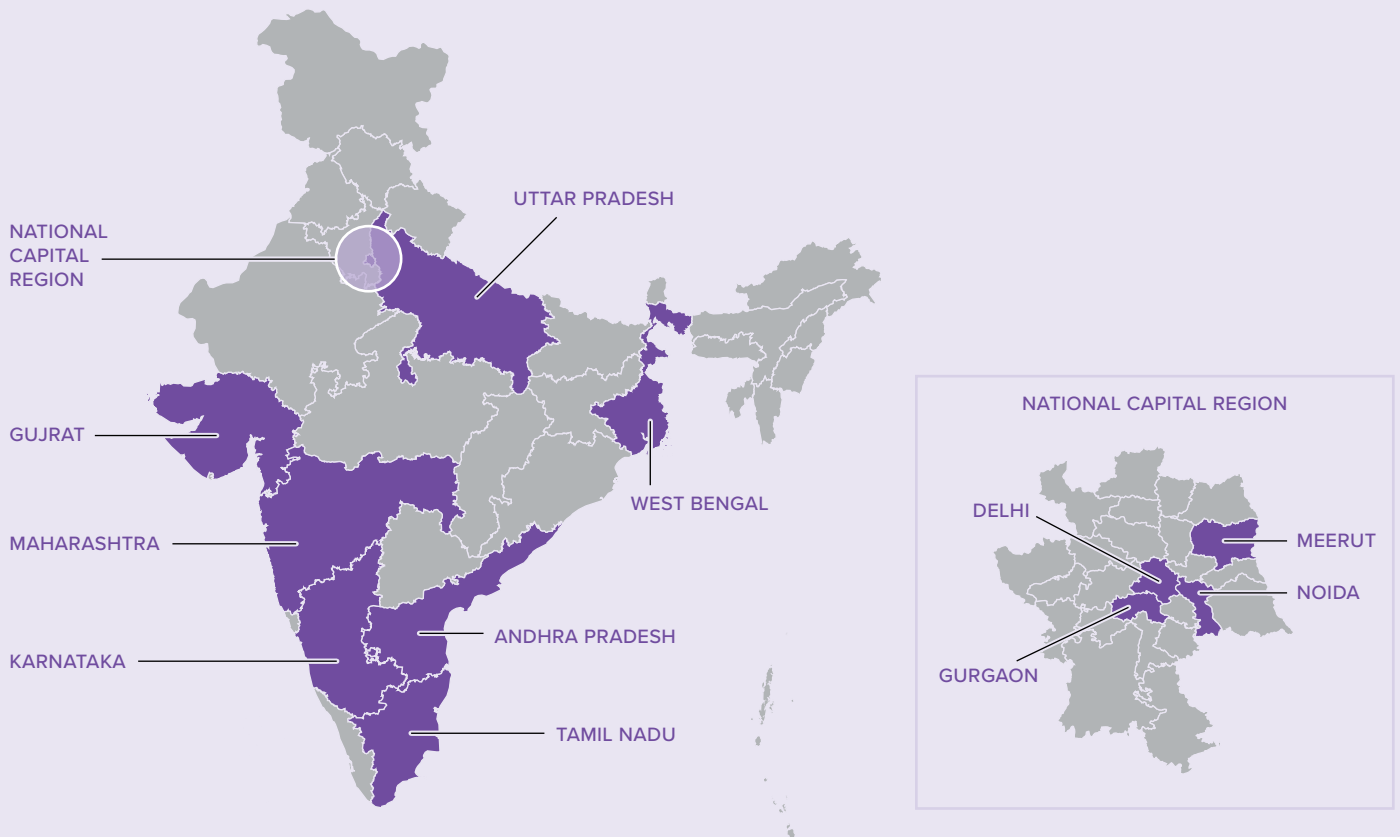 UTTAR PRADESH
NATIONAL
CAPITAL
REGION
GUJRAT
WEST BENGAL
MAHARASHTRA
ANDHRA PRADESH
KARNATAKA
TAMIL NADU
NATIONAL CAPITAL REGION
DELHI
MEERUT
NOIDA
GURGAON